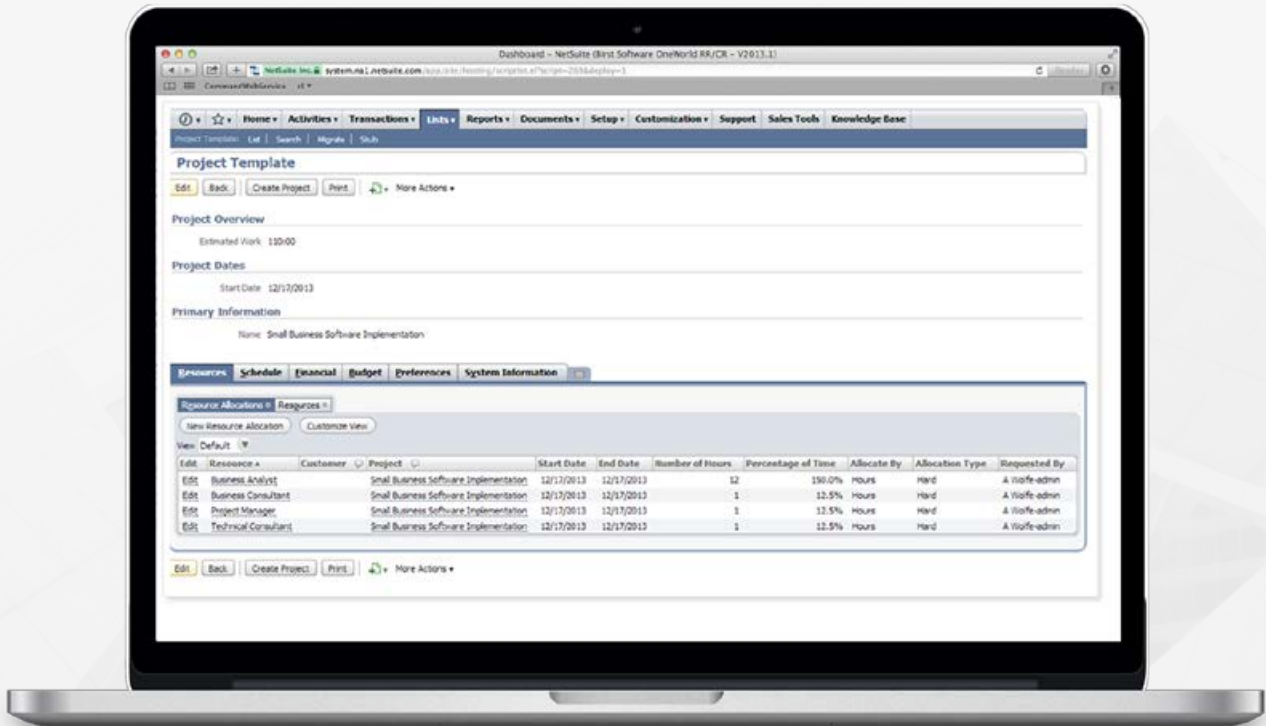 Dashboard – NetSuite (Birst Software OneWorld RR/CR – V2013.1)
NetSuite Inc. system.na1.netsuite.com
Home Activities Transactions Lists Reports Documents Setup Customization Support Sales Tools Knowledge Base
Project Template List Search Migrate Stub
Project Template
Edit Back Create Project Print More Actions
Project Overview
Estimated Work 110:00
Project Dates
Start Date 12/17/2013
Primary Information
Name Small Business Software Implementation
Resources Schedule Financial Budget Preferences System Information
Resource Allocations Resources
New Resource Allocation Customize View
View Default
Edit Resource Customer Project Start Date End Date Number of Hours Percentage of Time Allocate By Allocation Type Requested By
Edit Business Analyst Small Business Software Implementation 12/17/2013 12/17/2013 12 150.0% Hours Hard A Wolfe-admin
Edit Business Consultant Small Business Software Implementation 12/17/2013 12/17/2013 1 12.5% Hours Hard A Wolfe-admin
Edit Project Manager Small Business Software Implementation 12/17/2013 12/17/2013 1 12.5% Hours Hard A Wolfe-admin
Edit Technical Consultant Small Business Software Implementation 12/17/2013 12/17/2013 1 12.5% Hours Hard A Wolfe-admin
Edit Back Create Project Print More Actions